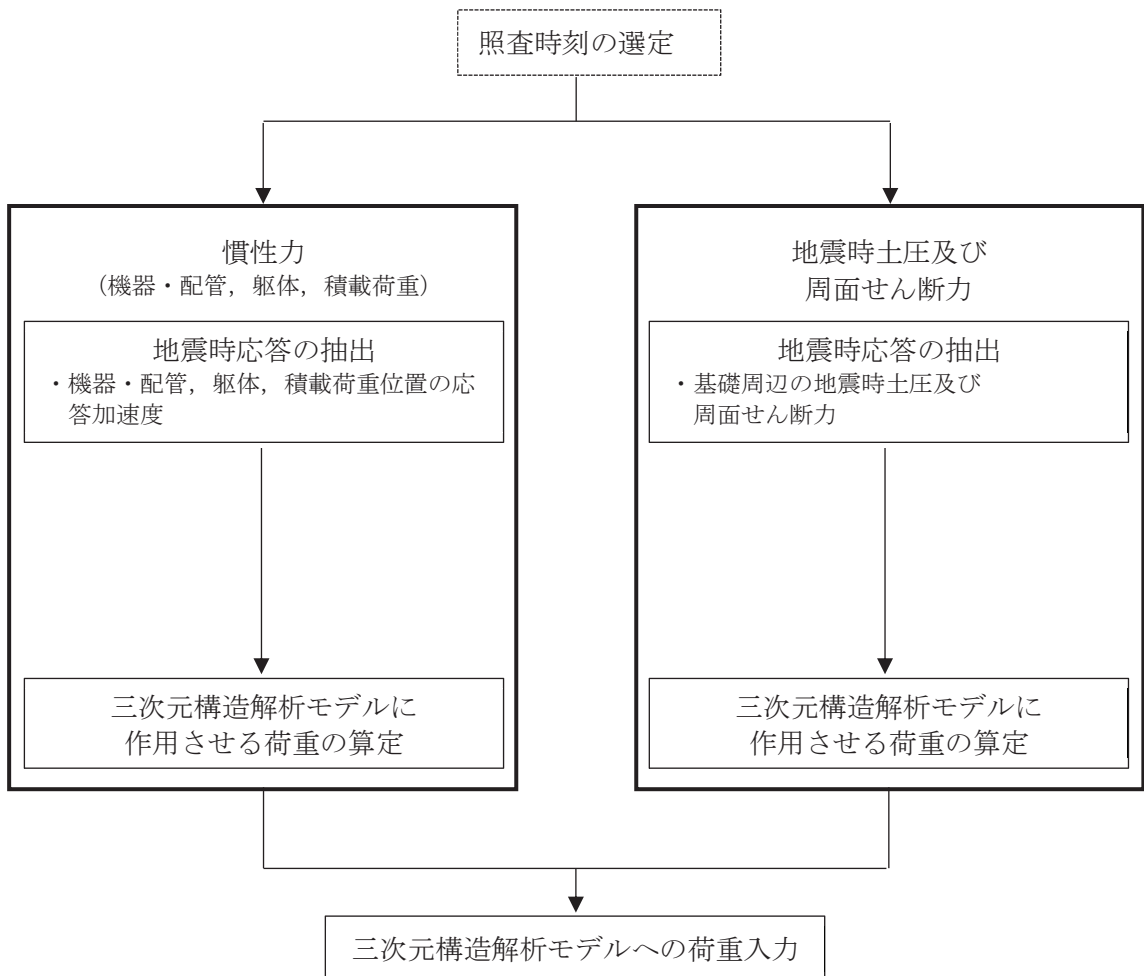 照査時刻の選定
慣性力
（機器・配管，躯体，積載荷重）
地震時応答の抽出
・機器・配管，躯体，積載荷重位置の応
答加速度
三次元構造解析モデルに
作用させる荷重の算定
地震時土圧及び
周面せん断力
地震時応答の抽出
・基礎周辺の地震時土圧及び
周面せん断力
三次元構造解析モデルに
作用させる荷重の算定
三次元構造解析モデルへの荷重入力